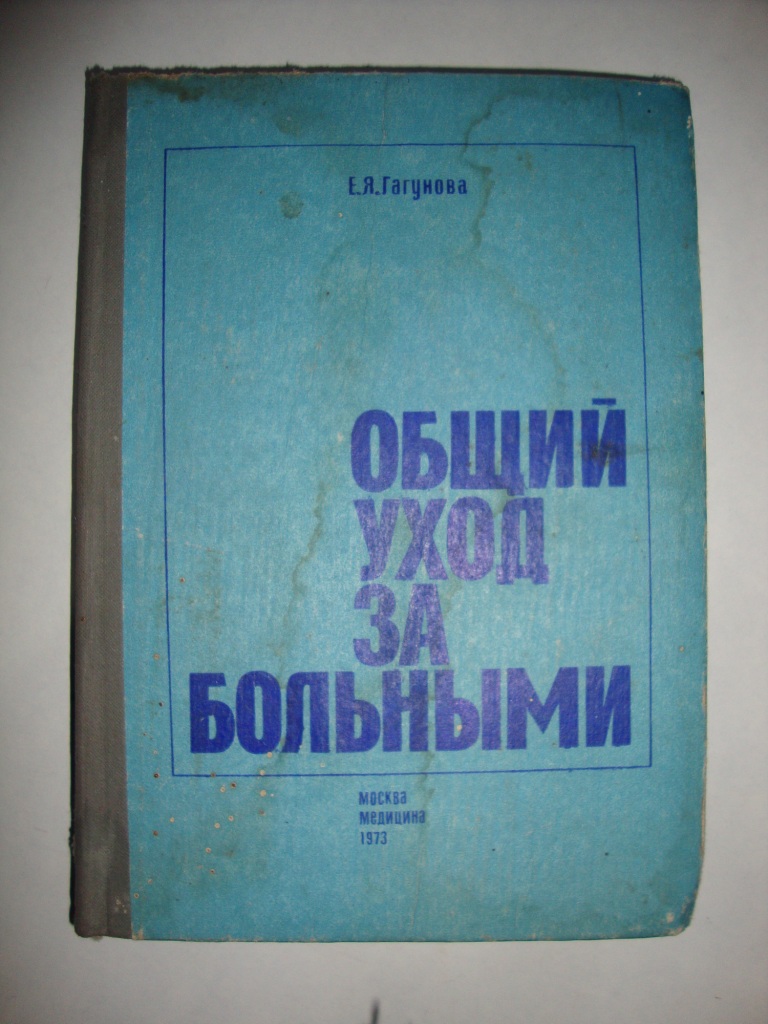 Е.Я.Гагунова
ОБЩИЙ
УХОД
ЗА
БОЛЬНЫМИ
МОСКВА
МЕДИЦИНА
1973